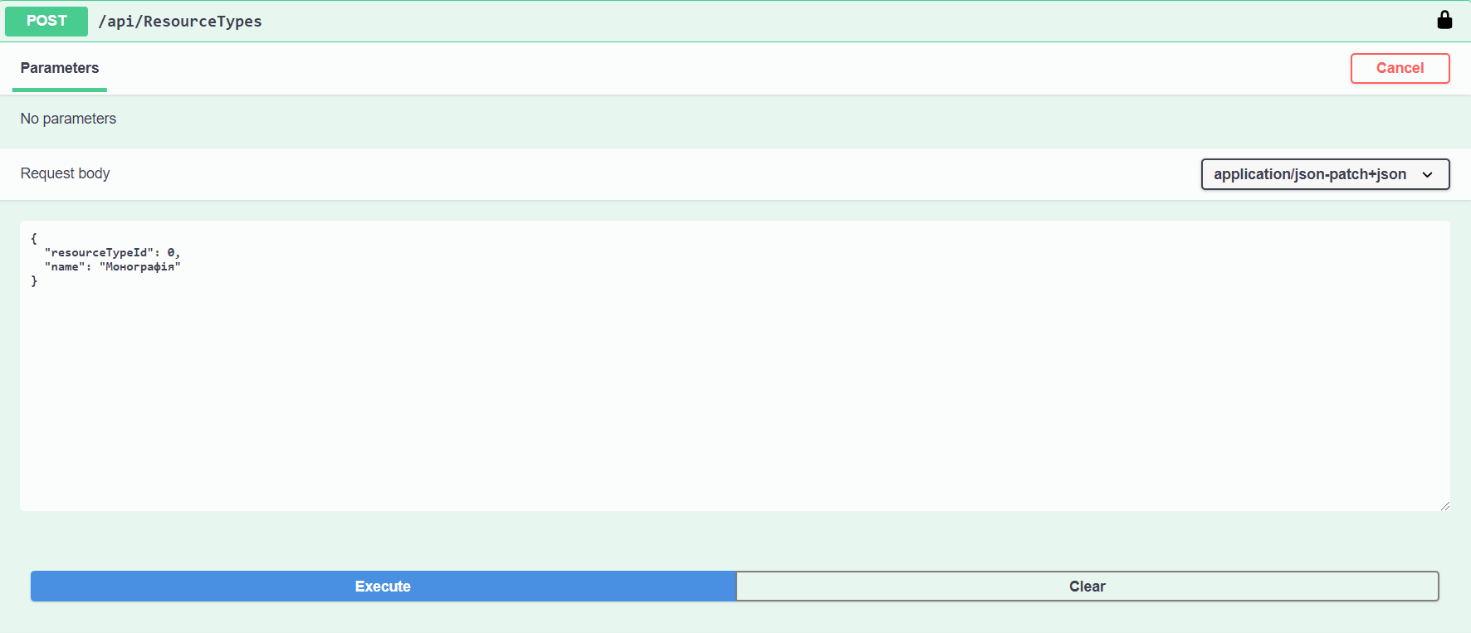 POST /api/ResourceTypes
Parameters Cancel
No parameters
Request body application/json-patch+json
{
  "resourceTypeId": 0,
  "name": "Монографія"
}
Execute Clear